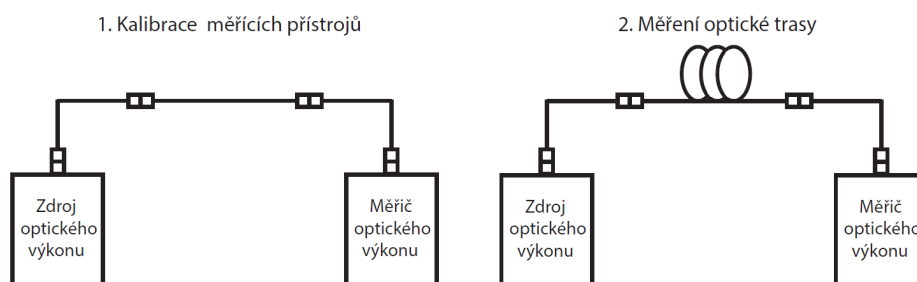 1. Kalibrace měřících přístrojů
2. Měření optické trasy
Zdroj
optického
výkonu
Měřič
optického
výkonu
Zdroj
optického
výkonu
Měřič
optického
výkonu